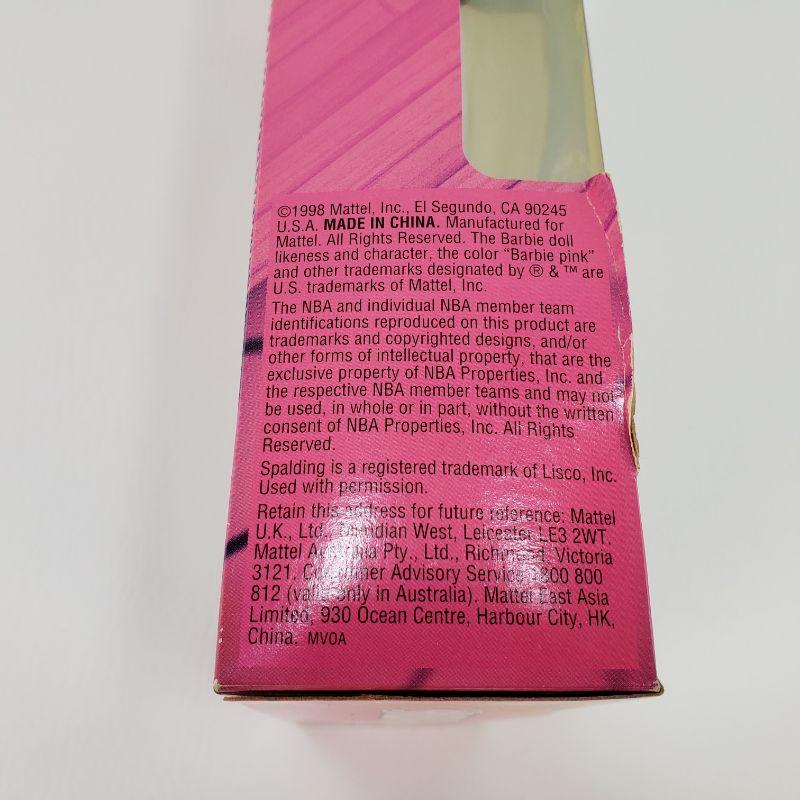 ©1998 Mattel, Inc., El Segundo, CA 90245
U.S.A. MADE IN CHINA. Manufactured for
Mattel. All Rights Reserved. The Barbie doll
likeness and character, the color "Barbie pink"
and other trademarks designated by ® & ™ are
U.S. trademarks of Mattel, Inc.
The NBA and individual NBA member team
identifications reproduced on this product are
trademarks and copyrighted designs, and/or
other forms of intellectual property, that are the
exclusive property of NBA Properties, Inc. and
the respective NBA member teams and may not
be used, in whole or in part, without the written
consent of NBA Properties, Inc. All Rights
Reserved.
Spalding is a registered trademark of Lisco, Inc.
Used with permission.
Retain this address for future reference: Mattel
U.K., Ltd., Meridian West, Leicester LE3 2WT.
Mattel Australia Pty., Ltd., Richmond, Victoria
3121. Consumer Advisory Service 1800 800
812 (valid only in Australia). Mattel East Asia
Limited, 930 Ocean Centre, Harbour City, HK,
China. MVOA